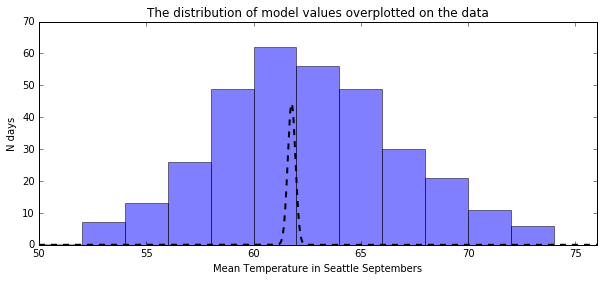 The distribution of model values overplotted on the data
70
60
50
40
30
20
10
0
N days
50 55 60 65 70 75
Mean Temperature in Seattle Septembers